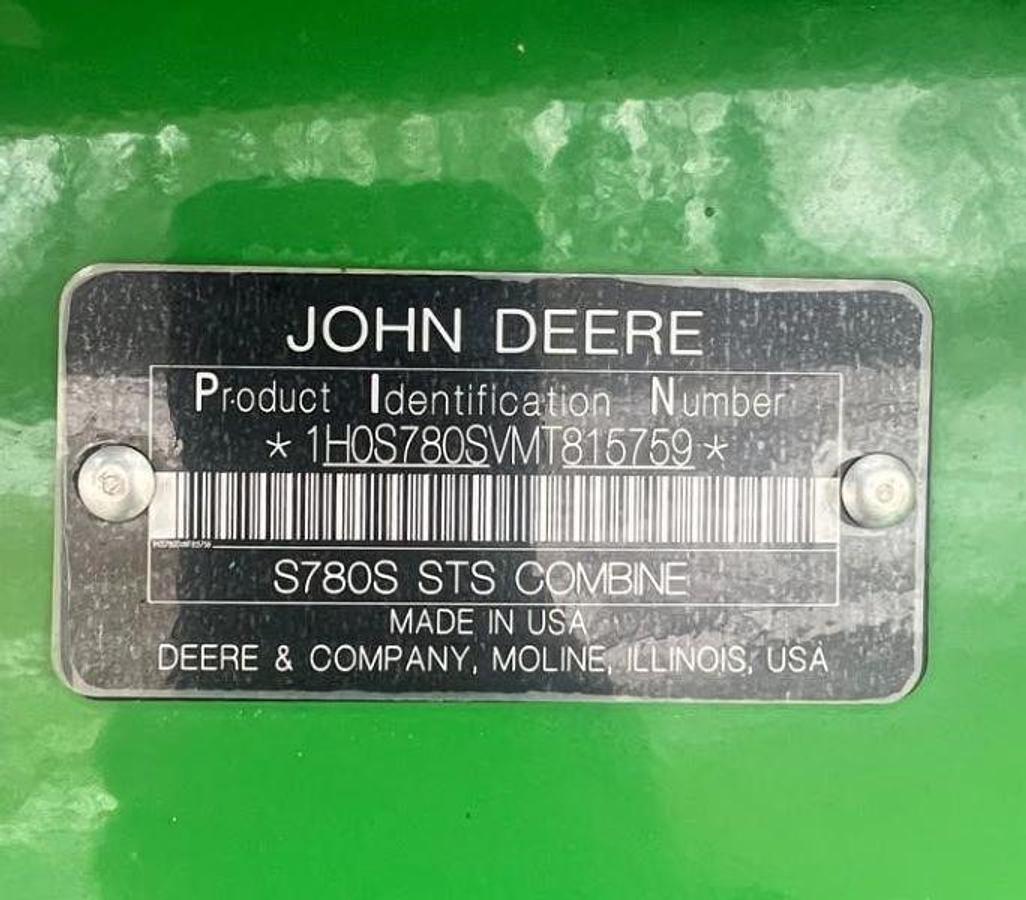 JOHN DEERE
Product Identification Number
* 1H0S780SVMT815759 *
S780S STS COMBINE
MADE IN USA
DEERE & COMPANY, MOLINE, ILLINOIS, USA